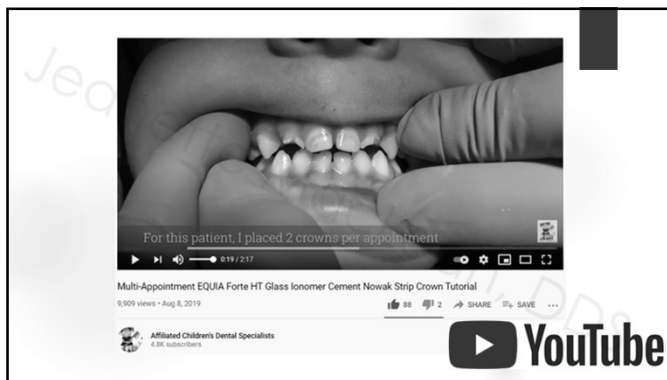 For this patient, I placed 2 crowns per appointment
0:19 / 2:17
Multi-Appointment EQUIA Forte HT Glass Ionomer Cement Nowak Strip Crown Tutorial
9,909 views • Aug 8, 2019
88 2 SHARE SAVE ...
Affiliated Children's Dental Specialists
4.8K subscribers
YouTube
DDS